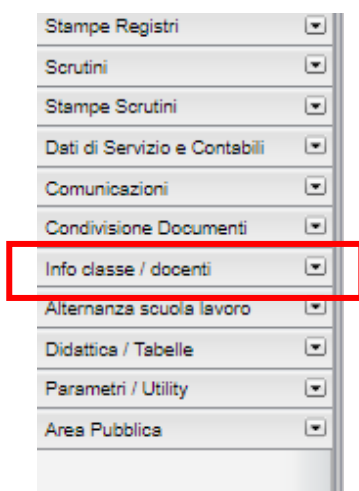 Stampe Registri
Scrutini
Stampe Scrutini
Dati di Servizio e Contabili
Comunicazioni
Condivisione Documenti
Info classe / docenti
Alternanza scuola lavoro
Didattica / Tabelle
Parametri / Utility
Area Pubblica